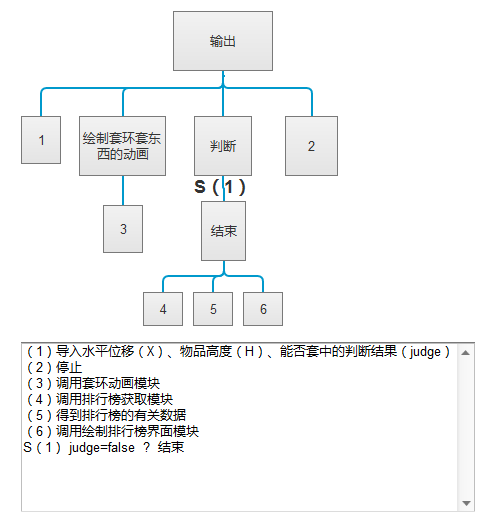 输出
1
绘制套环套东
西的动画
判断
2
S（1）
3
结束
4
5
6
（1）导入水平位移（X）、物品高度（H）、能否套中的判断结果（judge）
（2）停止
（3）调用套环动画模块
（4）调用排行榜获取模块
（5）得到排行榜的有关数据
（6）调用绘制排行榜界面模块
S（1） judge=false ？ 结束